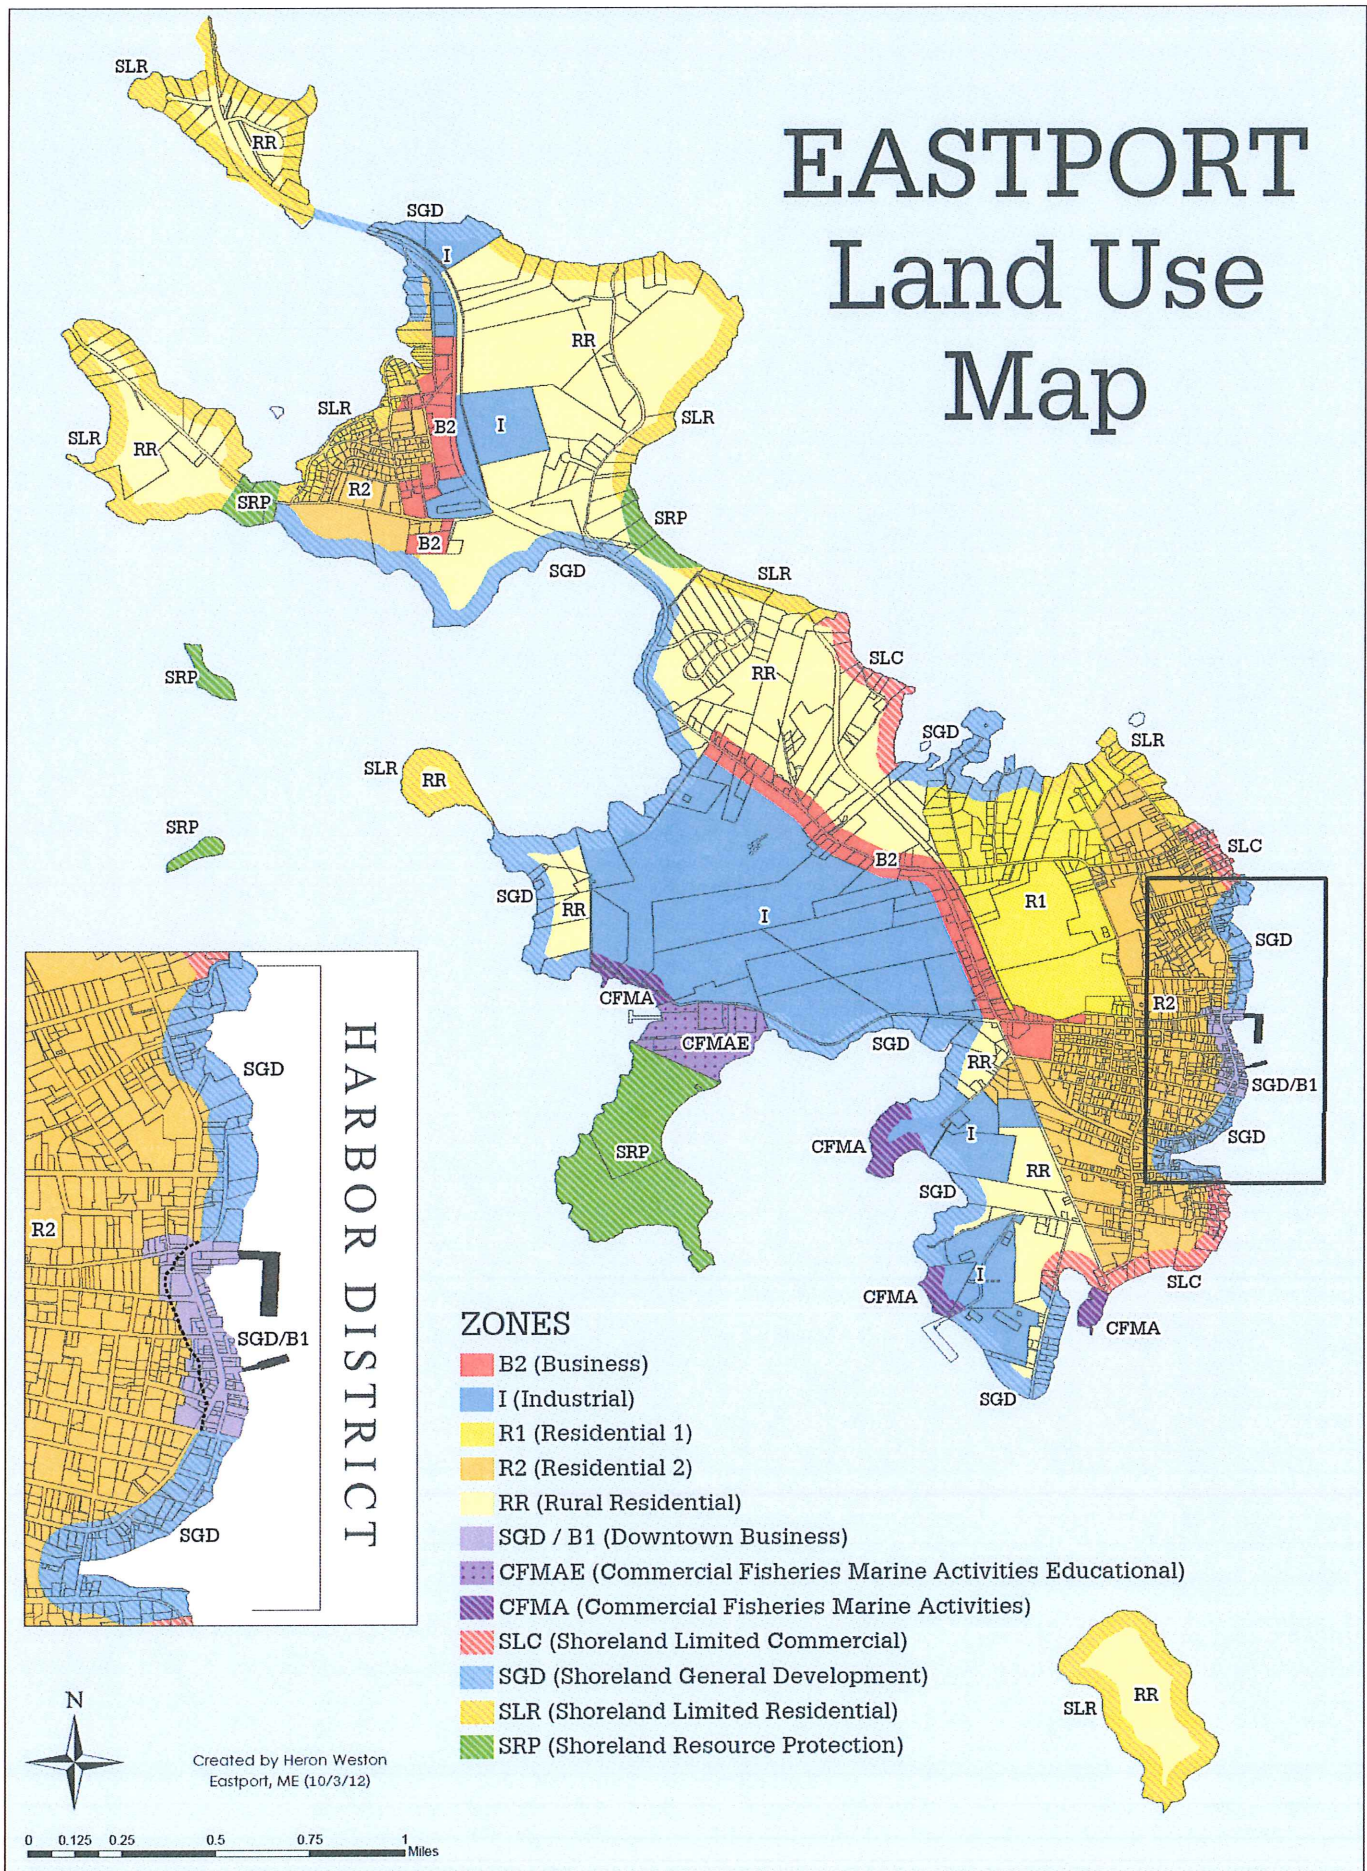 EASTPORT
Land Use
Map
SLR
RR
SGD
I
RR
SLR
SLR
B2
I
SLR
RR
R2
SRP
SRP
B2
SGD
SLR
SRP
RR
SLC
SGD
SLR
SLR
RR
SRP
B2
SLC
SGD
RR
I
R1
SGD
CFMA
R2
CFMAE
SGD
RR
SGD/B1
SRP
CFMA
I
SGD
SGD
RR
CFMA
I
SLC
CFMA
SGD
SGD
R2
SGD/B1
SGD
HARBOR DISTRICT
ZONES
B2 (Business)
I (Industrial)
R1 (Residential 1)
R2 (Residential 2)
RR (Rural Residential)
SGD / B1 (Downtown Business)
CFMAE (Commercial Fisheries Marine Activities Educational)
CFMA (Commercial Fisheries Marine Activities)
SLC (Shoreland Limited Commercial)
SGD (Shoreland General Development)
SLR (Shoreland Limited Residential)
SRP (Shoreland Resource Protection)
SLR
RR
N
Created by Heron Weston
Eastport, ME (10/3/12)
0 0.125 0.25 0.5 0.75 1
Miles